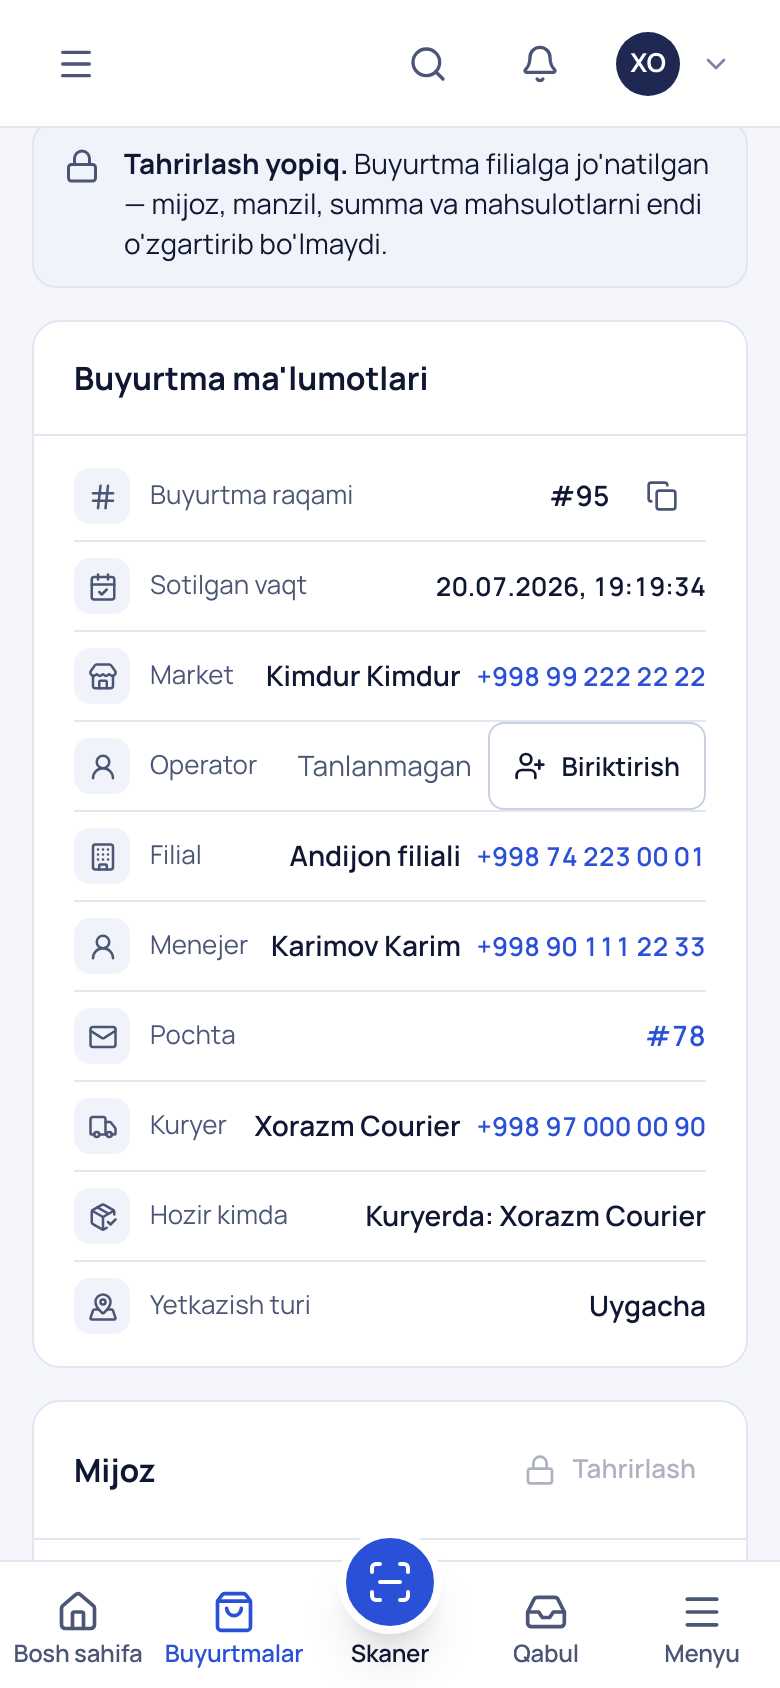 XO
Tahrirlash yopiq. Buyurtma filialga jo'natilgan
— mijoz, manzil, summa va mahsulotlarni endi
o'zgartirib bo'lmaydi.
Buyurtma ma'lumotlari
Buyurtma raqami #95
Sotilgan vaqt 20.07.2026, 19:19:34
Market Kimdur Kimdur +998 99 222 22 22
Operator Tanlanmagan Biriktirish
Filial Andijon filiali +998 74 223 00 01
Menejer Karimov Karim +998 90 111 22 33
Pochta #78
Kuryer Xorazm Courier +998 97 000 00 90
Hozir kimda Kuryerda: Xorazm Courier
Yetkazish turi Uygacha
Mijoz Tahrirlash
Bosh sahifa Buyurtmalar Skaner Qabul Menyu